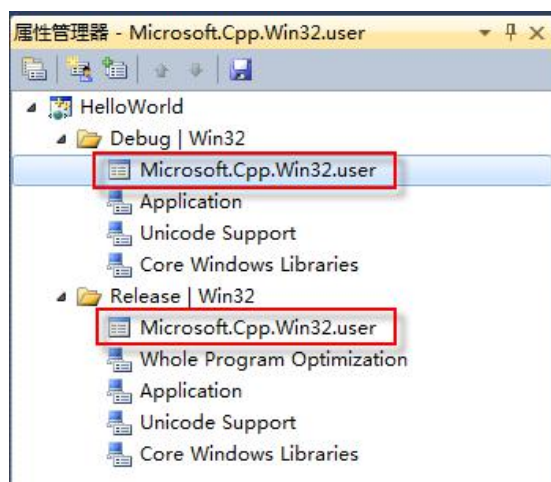 属性管理器 - Microsoft.Cpp.Win32.user
HelloWorld
Debug | Win32
Microsoft.Cpp.Win32.user
Application
Unicode Support
Core Windows Libraries
Release | Win32
Microsoft.Cpp.Win32.user
Whole Program Optimization
Application
Unicode Support
Core Windows Libraries